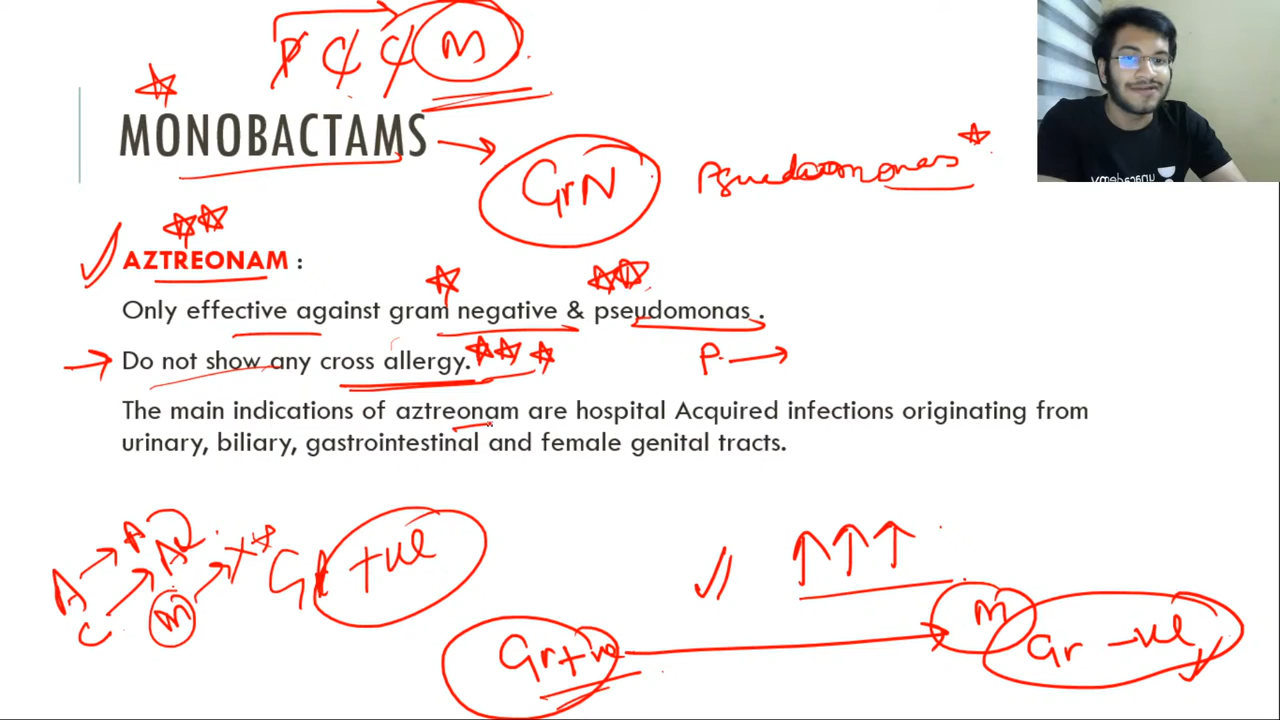 P C C M
MONOBACTAMS
GrN
Pseudomonas
AZTREONAM :
Only effective against gram negative & pseudomonas .
Do not show any cross allergy.
P
The main indications of aztreonam are hospital Acquired infections originating from
urinary, biliary, gastrointestinal and female genital tracts.
A
A
C
M
Gr +ve
Gr +ve
M
Gr -ve